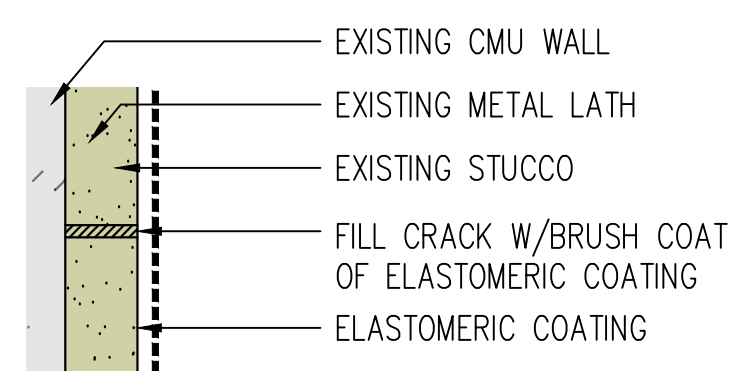 EXISTING CMU WALL
EXISTING METAL LATH
EXISTING STUCCO
FILL CRACK W/BRUSH COAT
OF ELASTOMERIC COATING
ELASTOMERIC COATING